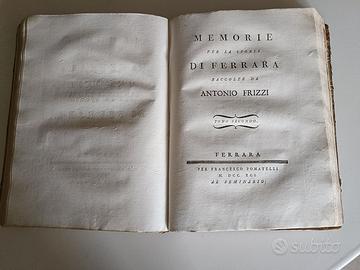 MEMORIE
PER LA STORIA
DI FERRARA
RACCOLTE DA
ANTONIO FRIZZI
TOMO SECONDO.
FERRARA
PER FRANCESCO POMATELLI
M. DCC. XCI.
AL SEMINARIO;
subito